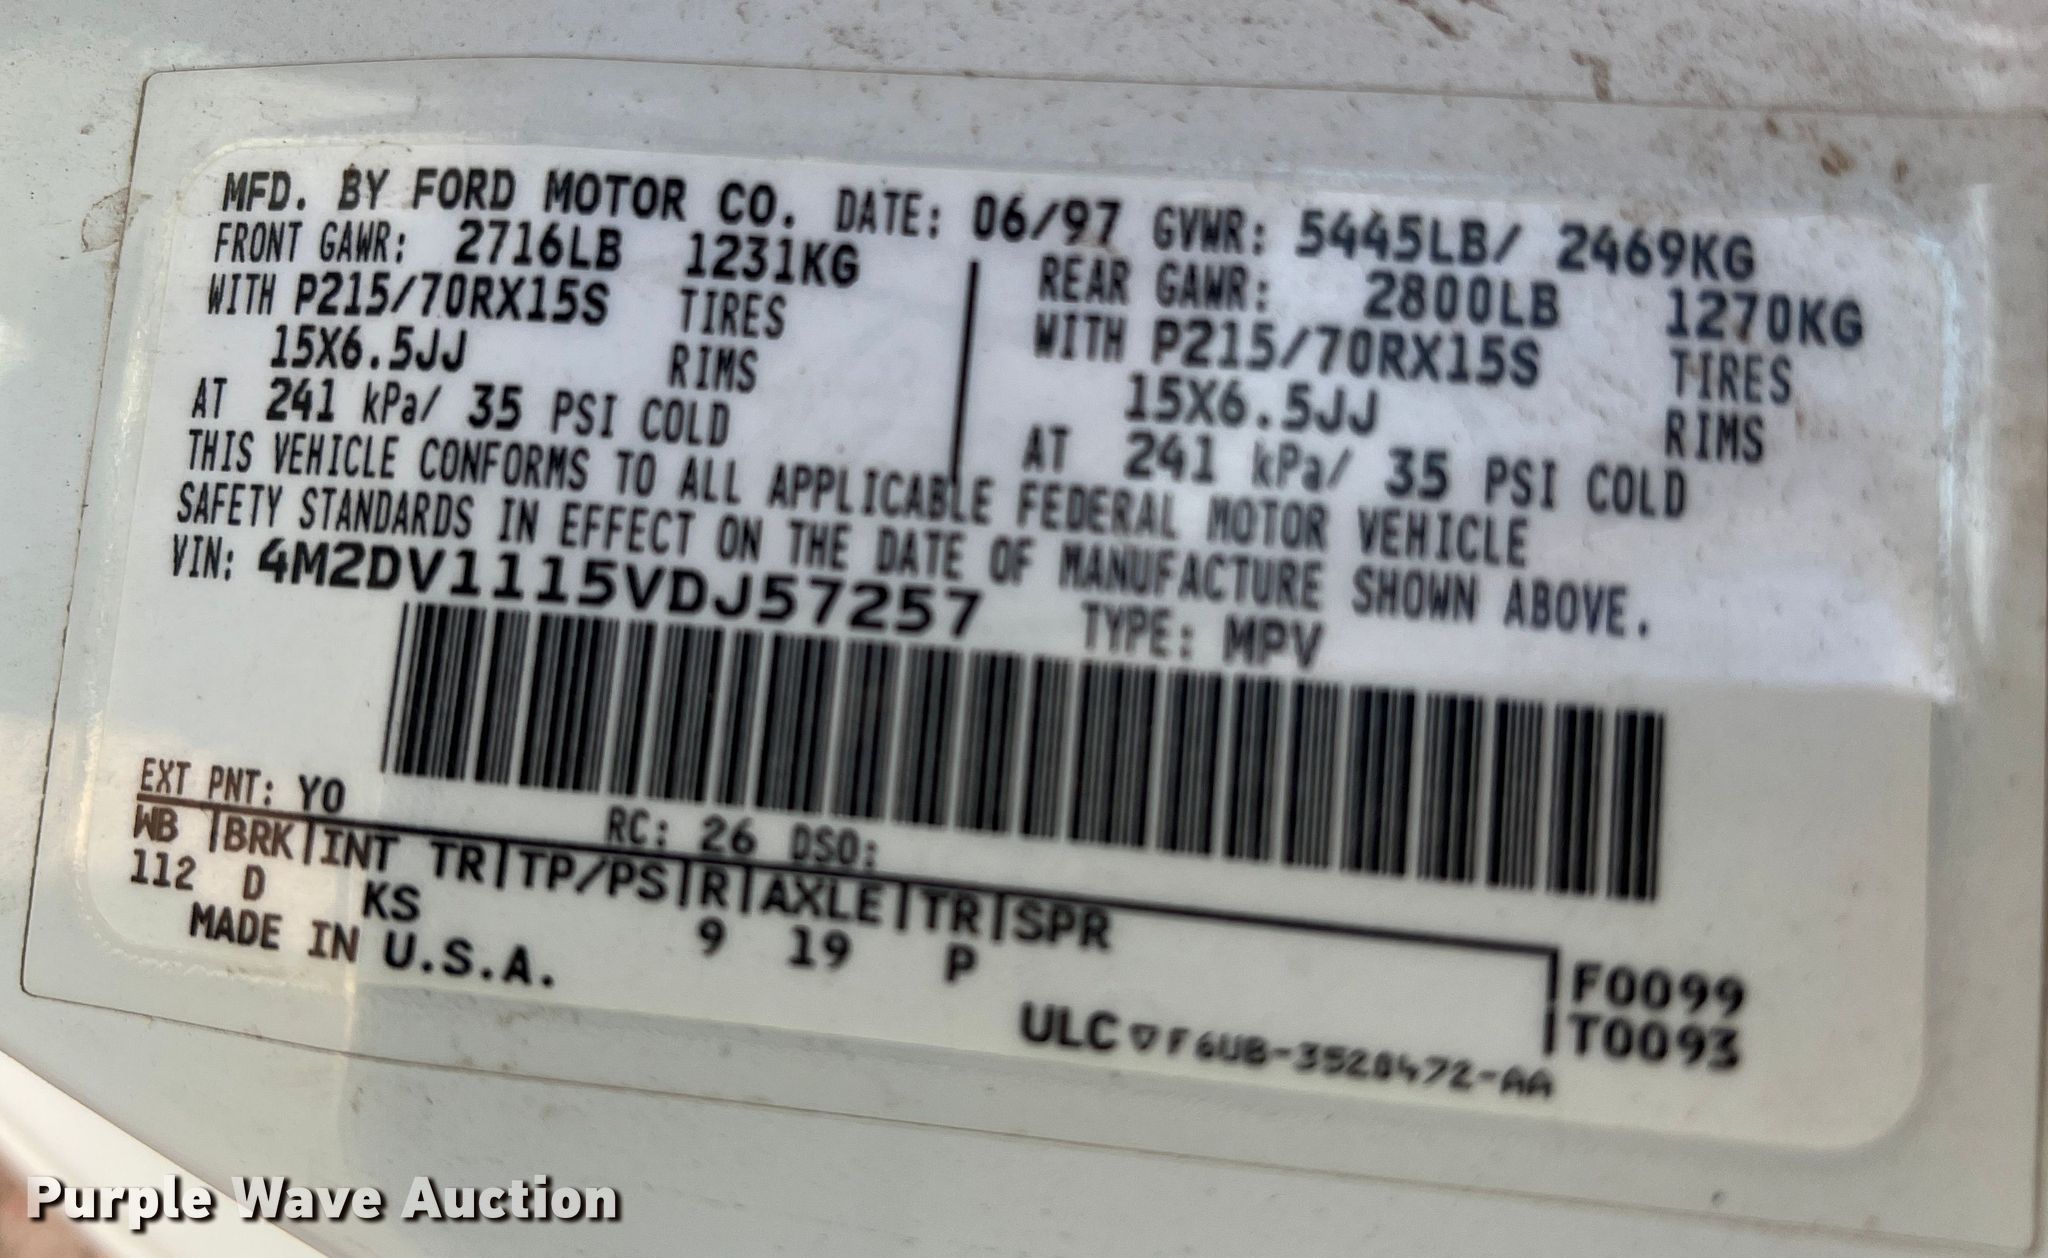 MFD. BY FORD MOTOR CO. DATE: 06/97 GVWR: 5445LB/ 2469KG
FRONT GAWR: 2716LB 1231KG
WITH P215/70RX15S TIRES
15X6.5JJ RIMS
AT 241 kPa/ 35 PSI COLD
REAR GAWR: 2800LB 1270KG
WITH P215/70RX15S TIRES
15X6.5JJ RIMS
AT 241 kPa/ 35 PSI COLD
THIS VEHICLE CONFORMS TO ALL APPLICABLE FEDERAL MOTOR VEHICLE
SAFETY STANDARDS IN EFFECT ON THE DATE OF MANUFACTURE SHOWN ABOVE.
VIN: 4M2DV1115VDJ57257 TYPE: MPV
EXT PNT: YO RC: 26 DSO:
WB | BRK | INT TR | TP/PS | R | AXLE | TR | SPR
112 D KS 9 19 P
F0099
T0093
MADE IN U.S.A.
ULC ▽ F6UB-3520472-AA
Purple Wave Auction